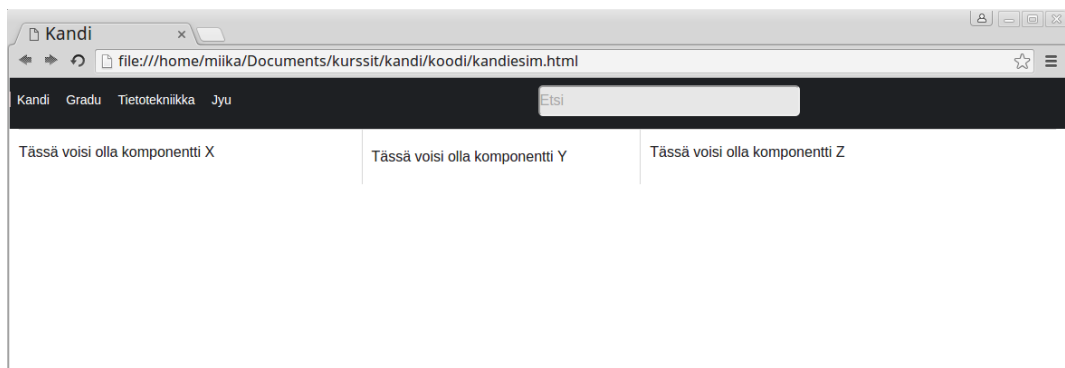 Kandi
file:///home/miika/Documents/kurssit/kandi/koodi/kandiesim.html
Kandi Gradu Tietotekniikka Jyu Etsi
Tässä voisi olla komponentti X Tässä voisi olla komponentti Y Tässä voisi olla komponentti Z